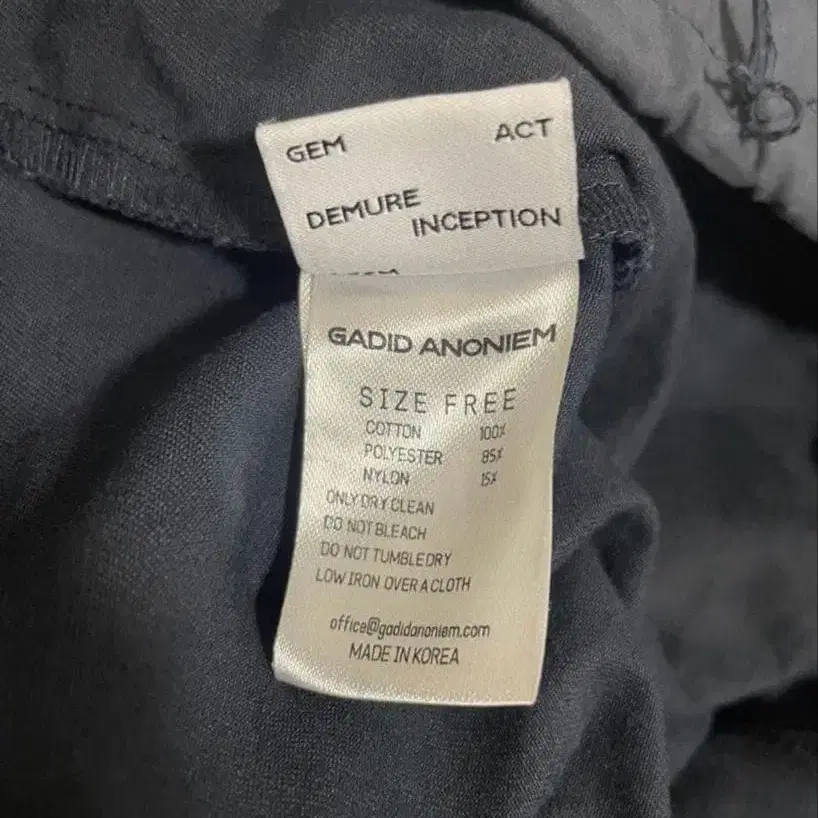 GEM ACT
DEMURE INCEPTION
GADID ANONIEM
SIZE FREE
COTTON 100%
POLYESTER 85%
NYLON 15%
ONLY DRY CLEAN
DO NOT BLEACH
DO NOT TUMBLE DRY
LOW IRON OVER A CLOTH
office@gadidanoniem.com
MADE IN KOREA